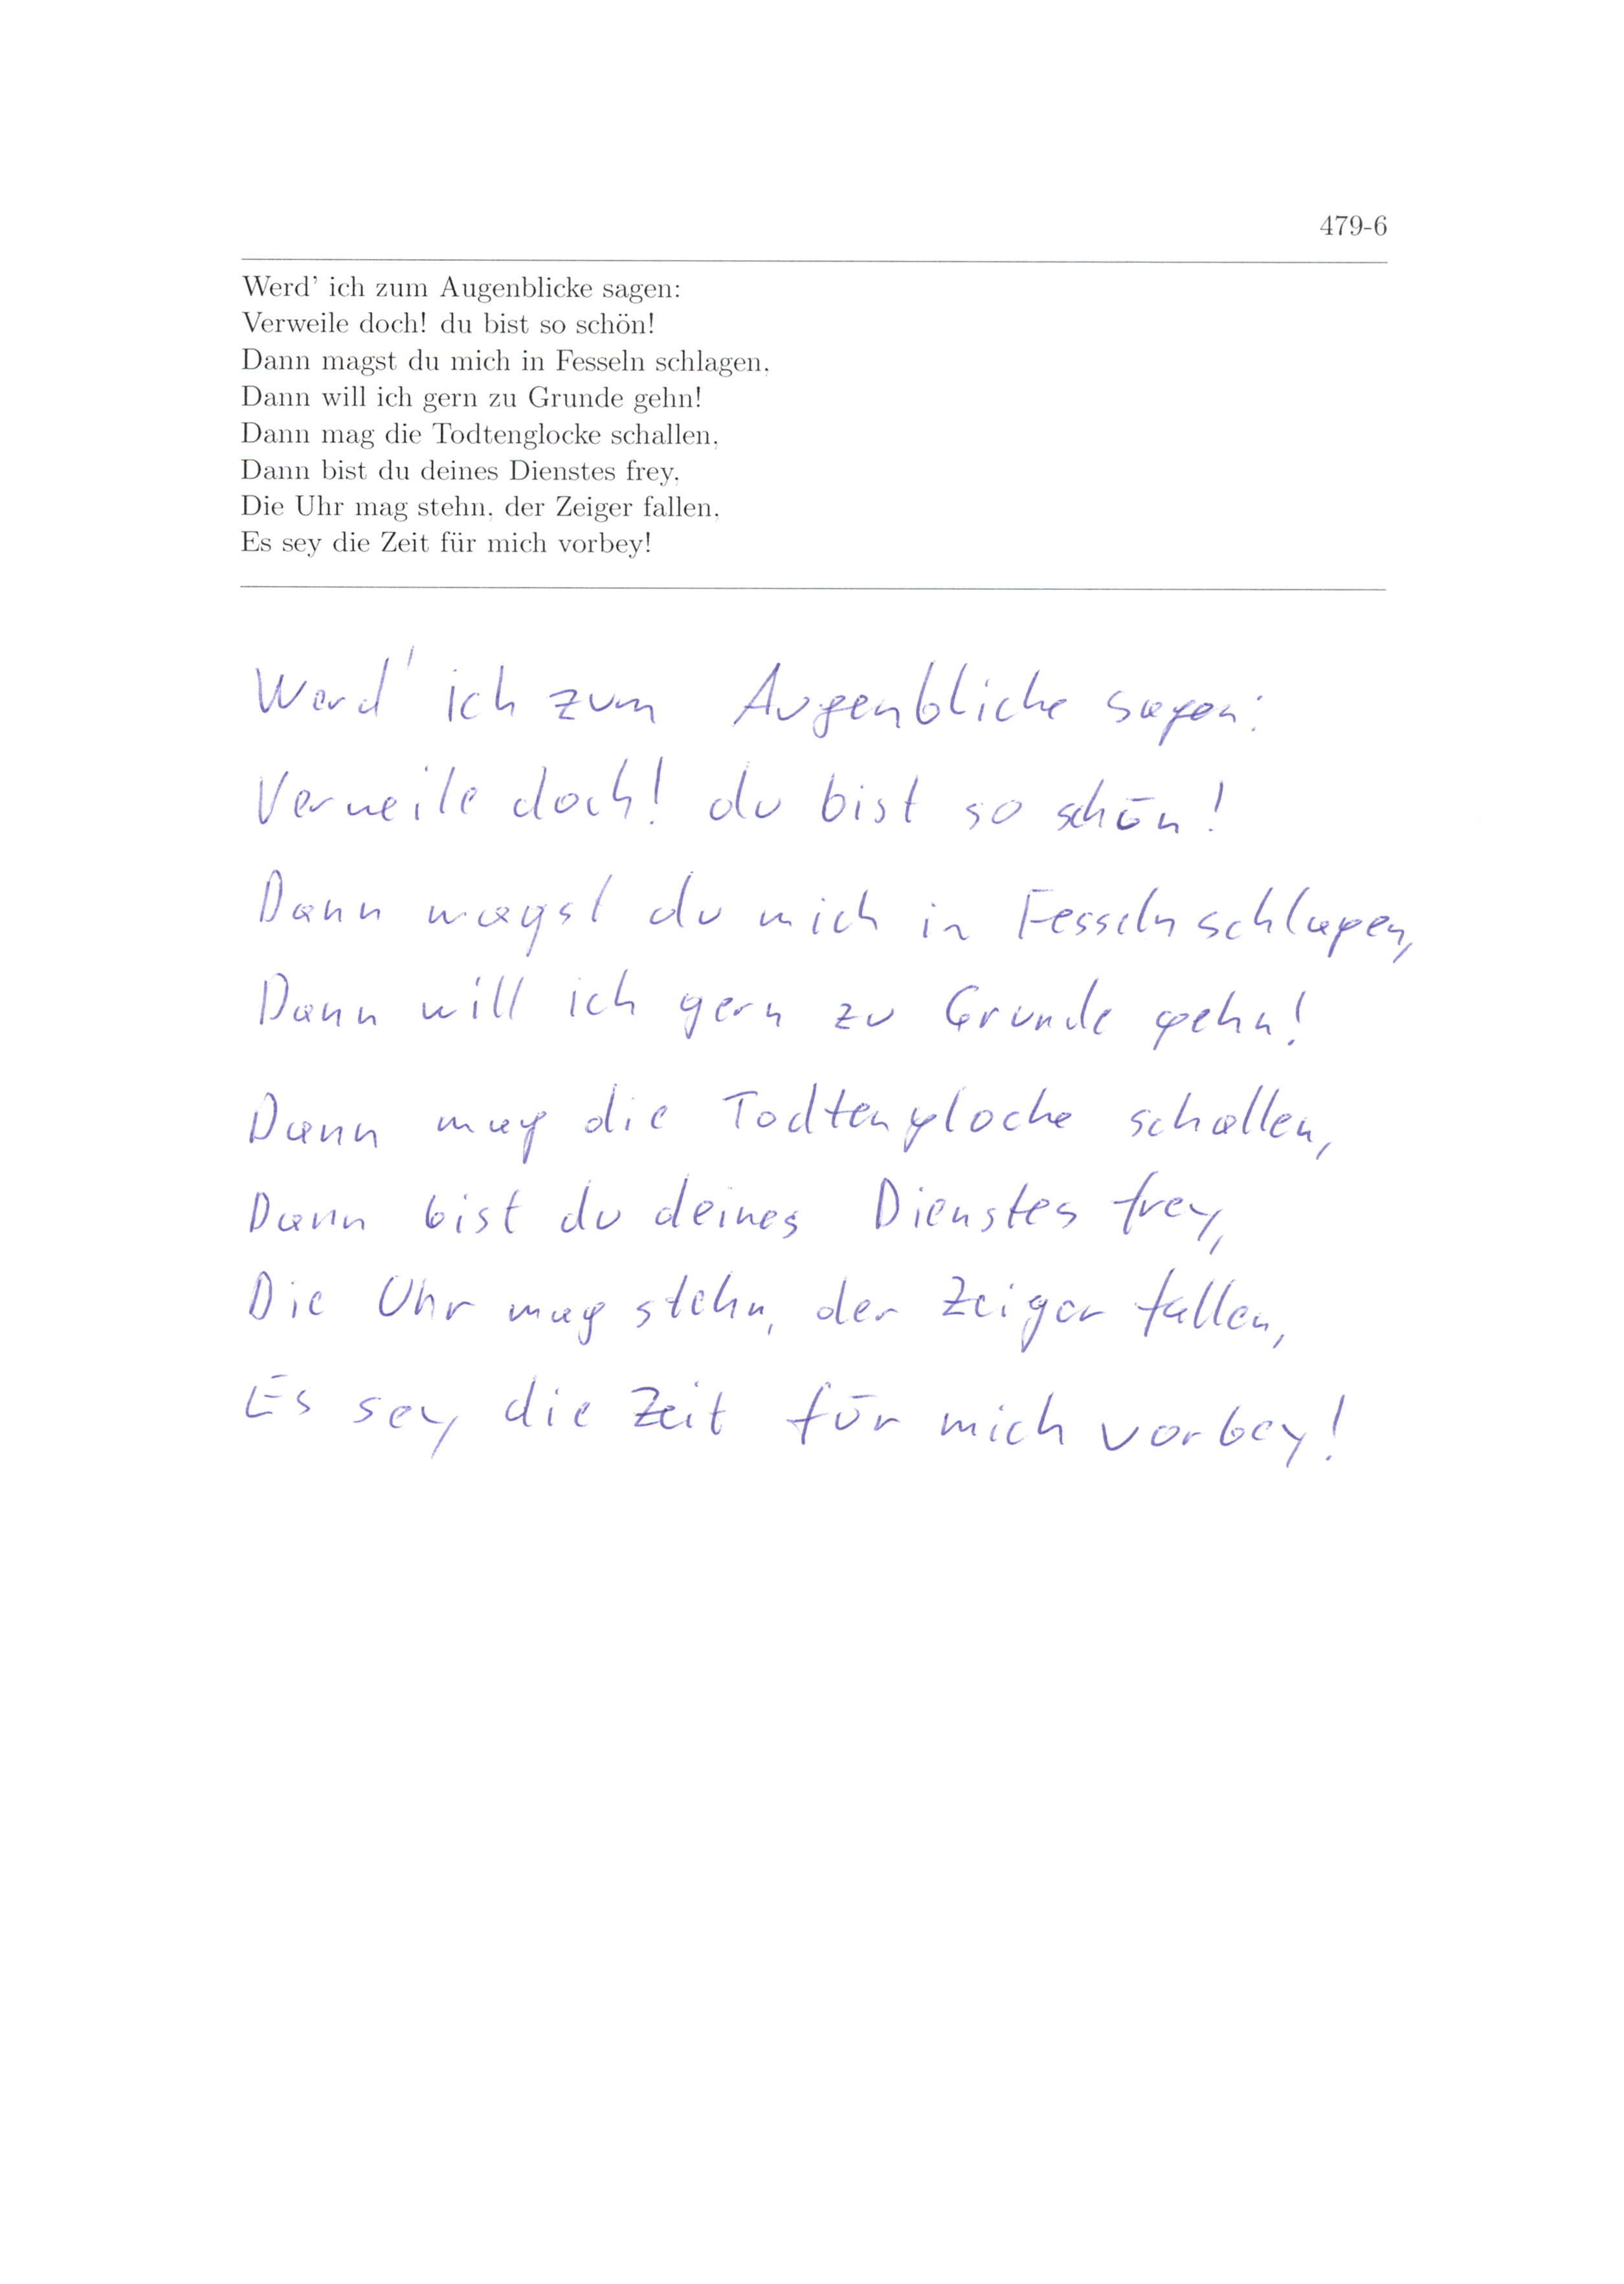 479-6
Werd' ich zum Augenblicke sagen:
Verweile doch! du bist so schön!
Dann magst du mich in Fesseln schlagen,
Dann will ich gern zu Grunde gehn!
Dann mag die Todtenglocke schallen,
Dann bist du deines Dienstes frey,
Die Uhr mag stehn, der Zeiger fallen,
Es sey die Zeit für mich vorbey!
Werd' ich zum Augenblicke sagen:
Verweile doch! du bist so schön!
Dann magst du mich in Fesseln schlagen,
Dann will ich gern zu Grunde gehn!
Dann mag die Todtenglocke schallen,
Dann bist du deines Dienstes frey,
Die Uhr mag stehn, der Zeiger fallen,
Es sey die Zeit für mich vorbey!